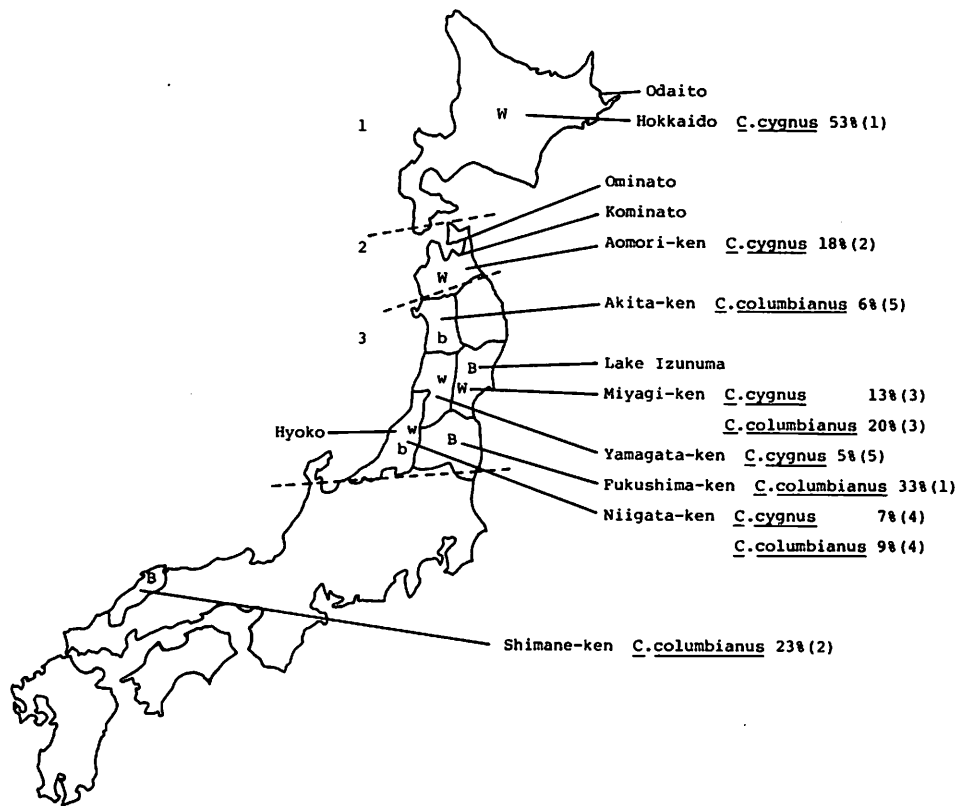 Odaito
W
1
Hokkaido C.cygnus 53%(1)
Ominato
Kominato
2
Aomori-ken C.cygnus 18%(2)
W
Akita-ken C.columbianus 6%(5)
3
b
Lake Izunuma
B
w
W
Miyagi-ken C.cygnus 13%(3)
C.columbianus 20%(3)
Hyoko
w
b
B
Yamagata-ken C.cygnus 5%(5)
Fukushima-ken C.columbianus 33%(1)
Niigata-ken C.cygnus 7%(4)
C.columbianus 9%(4)
B
Shimane-ken C.columbianus 23%(2)